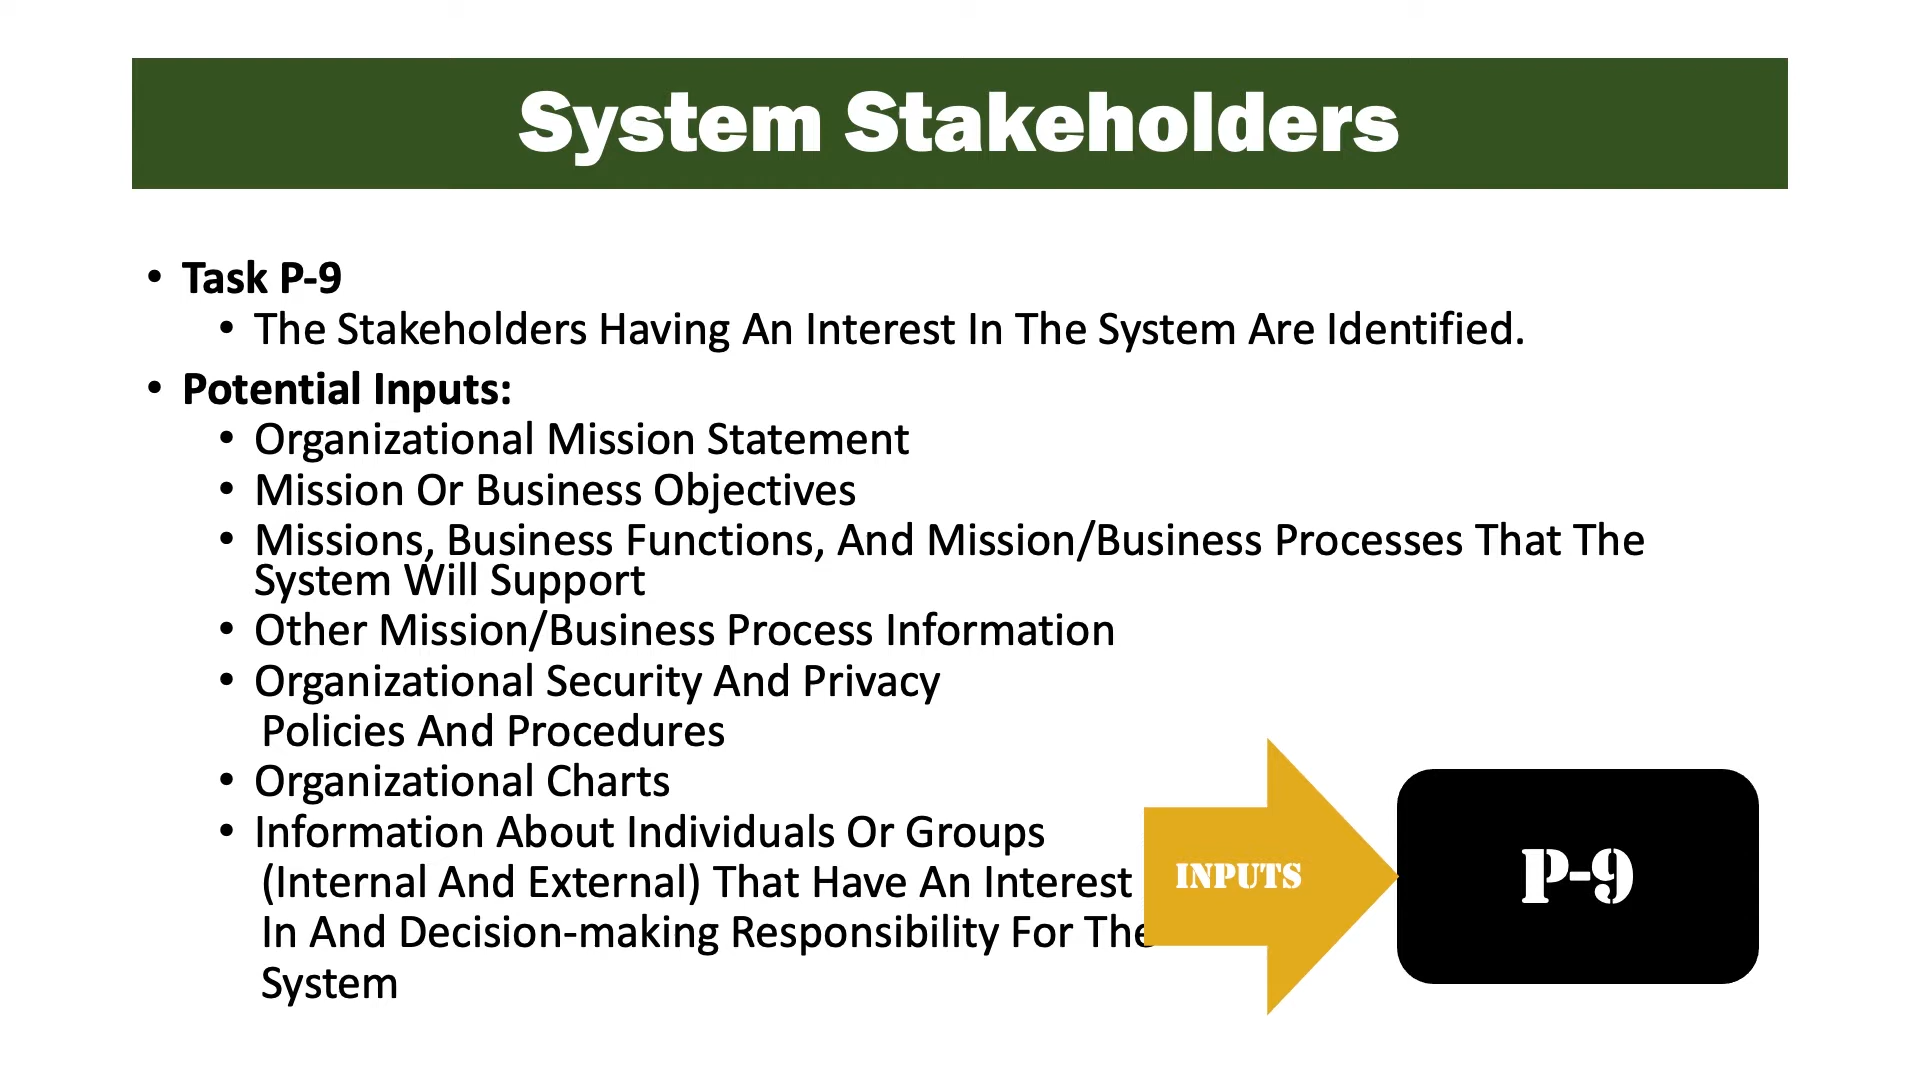 System Stakeholders
• Task P-9
• The Stakeholders Having An Interest In The System Are Identified.
• Potential Inputs:
• Organizational Mission Statement
• Mission Or Business Objectives
• Missions, Business Functions, And Mission/Business Processes That The
System Will Support
• Other Mission/Business Process Information
• Organizational Security And Privacy
Policies And Procedures
• Organizational Charts
• Information About Individuals Or Groups
(Internal And External) That Have An Interest
In And Decision-making Responsibility For The
System
INPUTS
P-9